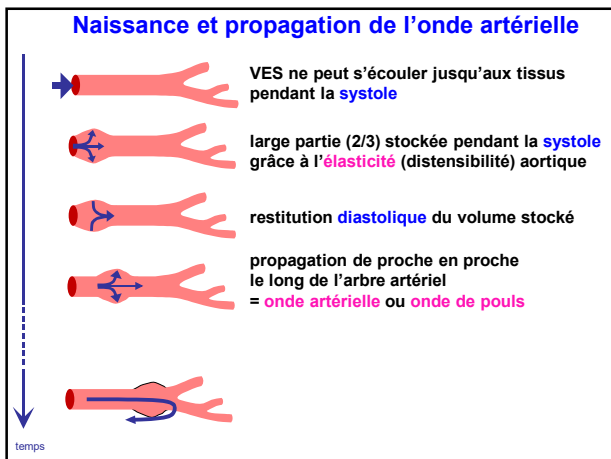 Naissance et propagation de l'onde artérielle
VES ne peut s'écouler jusqu'aux tissus
pendant la systole
large partie (2/3) stockée pendant la systole
grâce à l'élasticité (distensibilité) aortique
restitution diastolique du volume stocké
propagation de proche en proche
le long de l'arbre artériel
= onde artérielle ou onde de pouls
temps